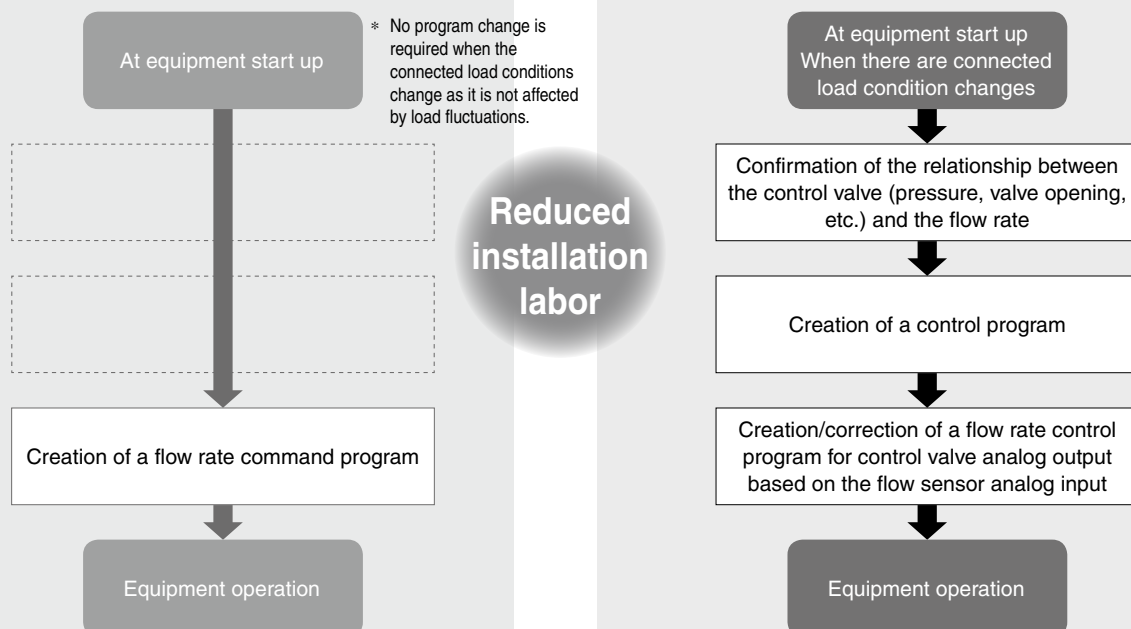 At equipment start up
* No program change is
required when the
connected load conditions
change as it is not affected
by load fluctuations.
Creation of a flow rate command program
Equipment operation
Reduced
installation
labor
At equipment start up
When there are connected
load condition changes
Confirmation of the relationship between
the control valve (pressure, valve opening,
etc.) and the flow rate
Creation of a control program
Creation/correction of a flow rate control
program for control valve analog output
based on the flow sensor analog input
Equipment operation